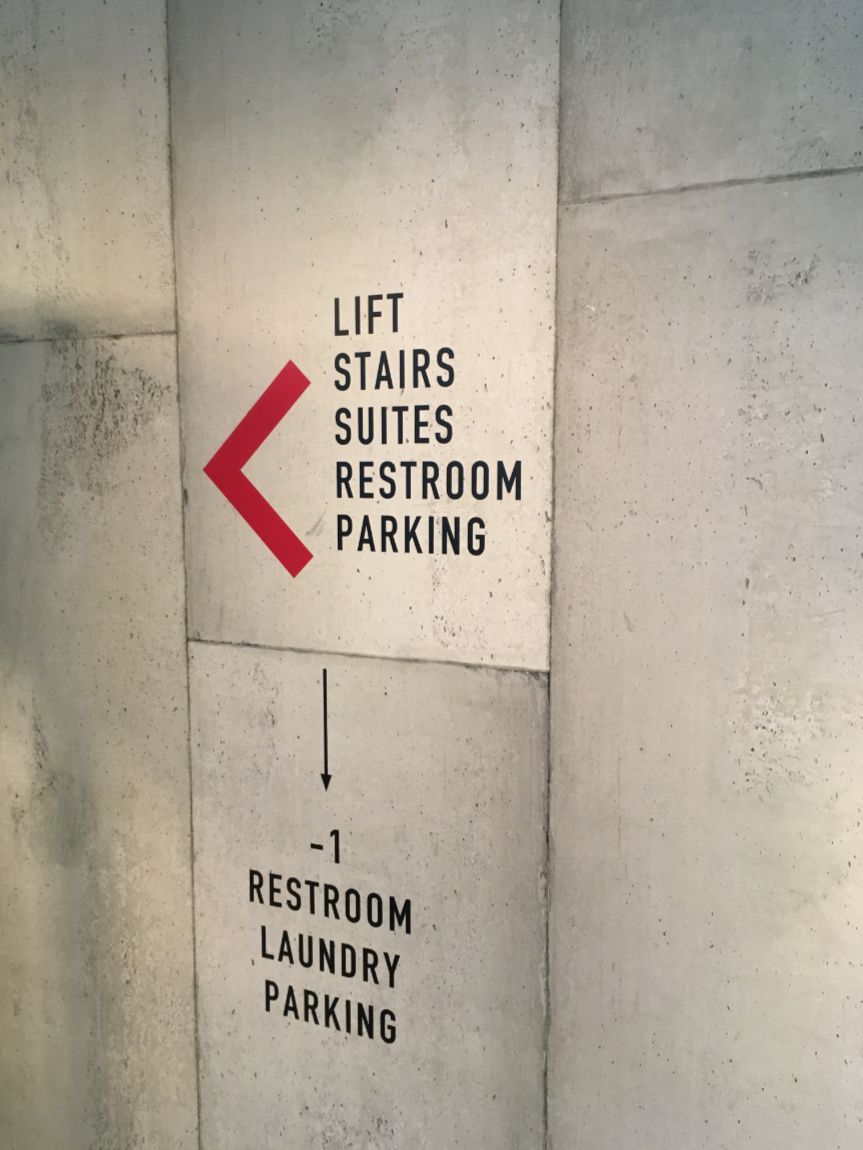 LIFT
STAIRS
SUITES
RESTROOM
PARKING
-1
RESTROOM
LAUNDRY
PARKING